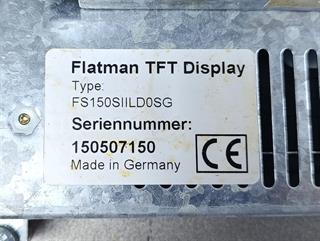 Flatman TFT Display
Type:
FS150SIILD0SG
Seriennummer:
150507150
Made in Germany
CE